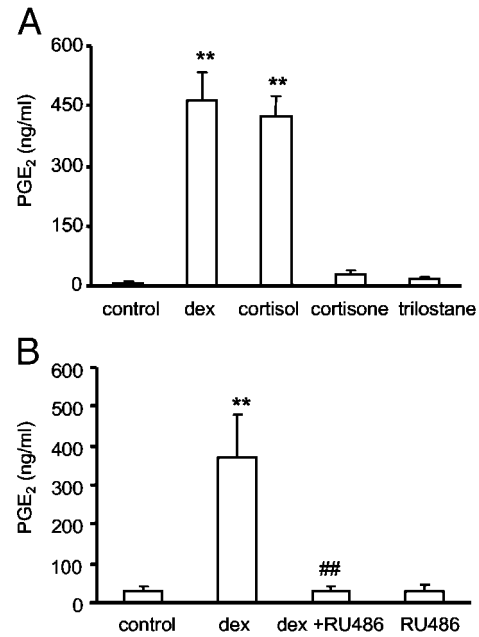 A
600
450
300
150
0
PGE₂ (ng/ml)
** **
control dex cortisol cortisone trilostane
B
600
500
400
300
200
100
0
PGE₂ (ng/ml)
**
##
control dex dex +RU486 RU486